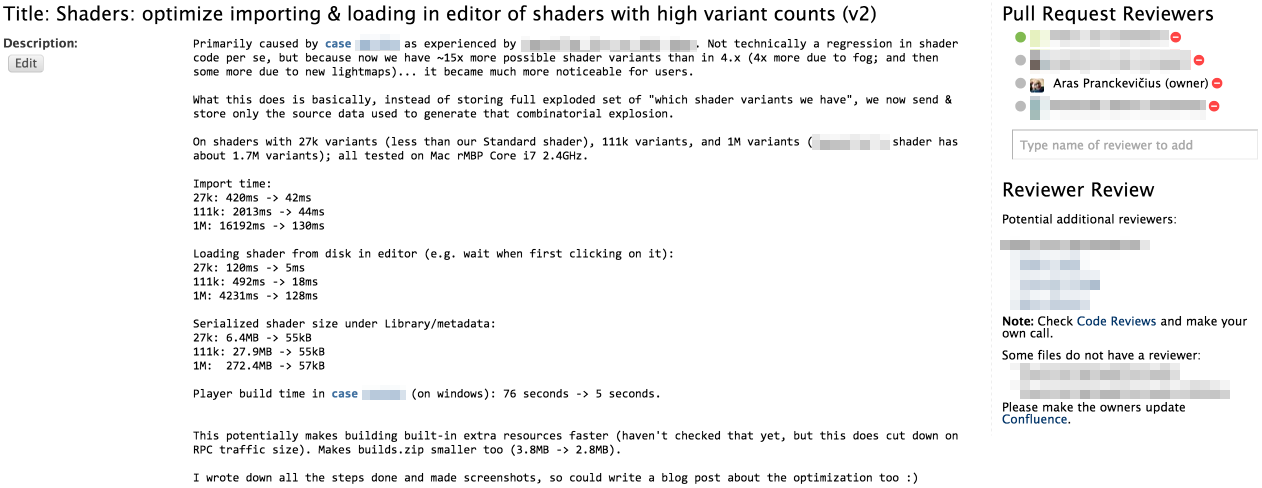 Title: Shaders: optimize importing & loading in editor of shaders with high variant counts (v2)
Description:
Edit
Primarily caused by case as experienced by . Not technically a regression in shader
code per se, but because now we have ~15x more possible shader variants than in 4.x (4x more due to fog; and then
some more due to new lightmaps)... it became much more noticeable for users.
What this does is basically, instead of storing full exploded set of "which shader variants we have", we now send &
store only the source data used to generate that combinatorial explosion.
On shaders with 27k variants (less than our Standard shader), 111k variants, and 1M variants ( shader has
about 1.7M variants); all tested on Mac rMBP Core i7 2.4GHz.
Import time:
27k: 420ms -> 42ms
111k: 2013ms -> 44ms
1M: 16192ms -> 130ms
Loading shader from disk in editor (e.g. wait when first clicking on it):
27k: 120ms -> 5ms
111k: 492ms -> 18ms
1M: 4231ms -> 128ms
Serialized shader size under Library/metadata:
27k: 6.4MB -> 55kB
111k: 27.9MB -> 55kB
1M:  272.4MB -> 57kB
Player build time in case (on windows): 76 seconds -> 5 seconds.
This potentially makes building built-in extra resources faster (haven't checked that yet, but this does cut down on
RPC traffic size). Makes builds.zip smaller too (3.8MB -> 2.8MB).
I wrote down all the steps done and made screenshots, so could write a blog post about the optimization too :)
Pull Request Reviewers
Aras Pranckevičius (owner)
Type name of reviewer to add
Reviewer Review
Potential additional reviewers:
Note: Check Code Reviews and make your
own call.
Some files do not have a reviewer:
Please make the owners update
Confluence.